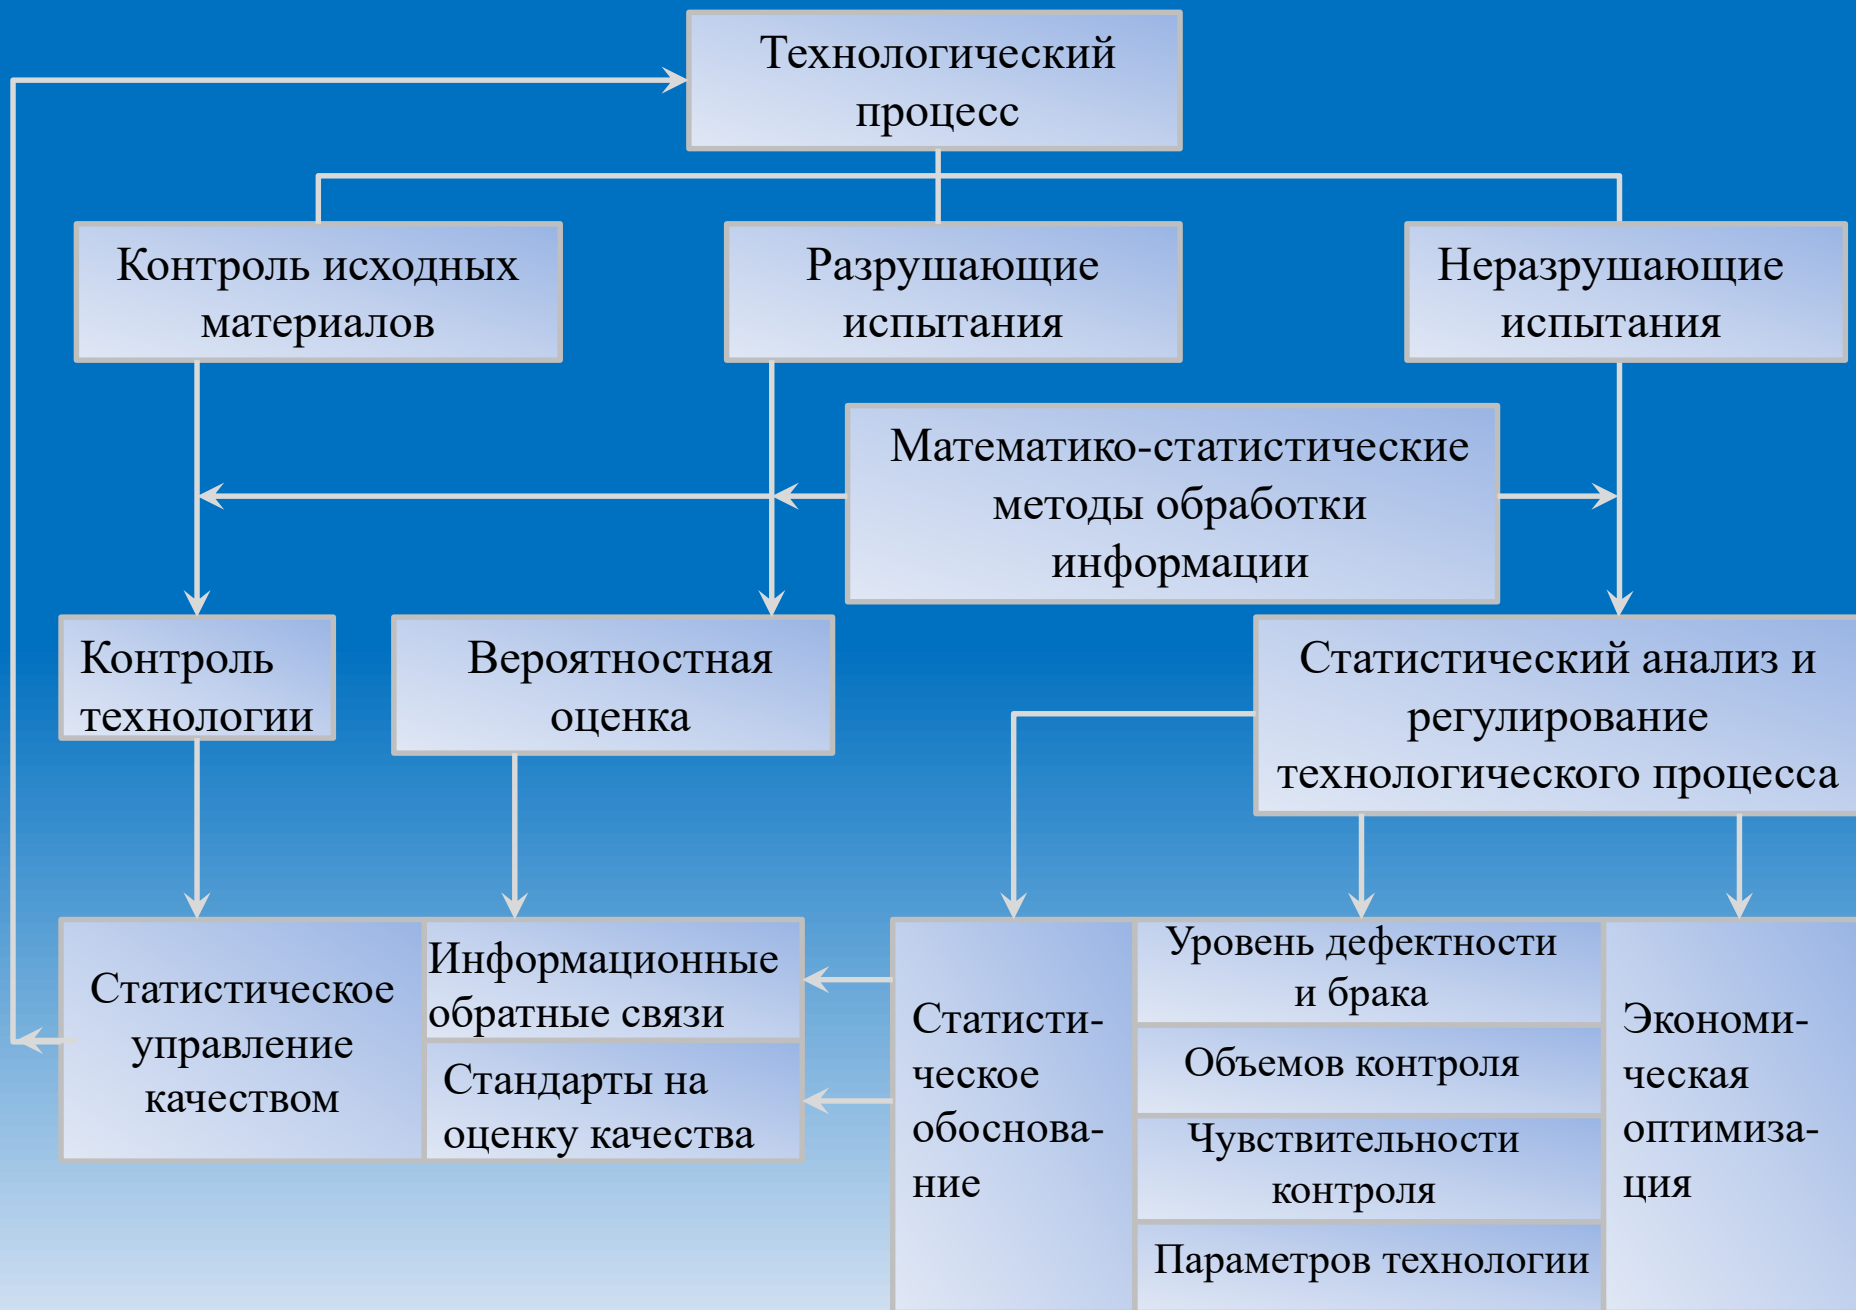 Технологический
процесс
Контроль исходных
материалов
Разрушающие
испытания
Неразрушающие
испытания
Математико-статистические
методы обработки
информации
Контроль
технологии
Вероятностная
оценка
Статистический анализ и
регулирование
технологического процесса
Статистическое
управление
качеством
Информационные
обратные связи
Стандарты на
оценку качества
Статисти-
ческое
обоснова-
ние
Уровень дефектности
и брака
Объемов контроля
Чувствительности
контроля
Параметров технологии
Экономи-
ческая
оптимиза-
ция